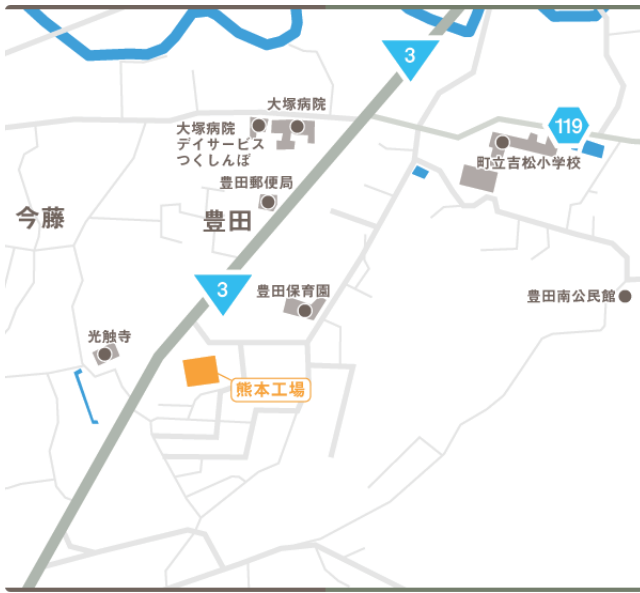 3
大塚病院
119
大塚病院
デイサービス
つくしんぼ
町立吉松小学校
豊田郵便局
今藤
豊田
3
豊田保育園
豊田南公民館
光触寺
熊本工場